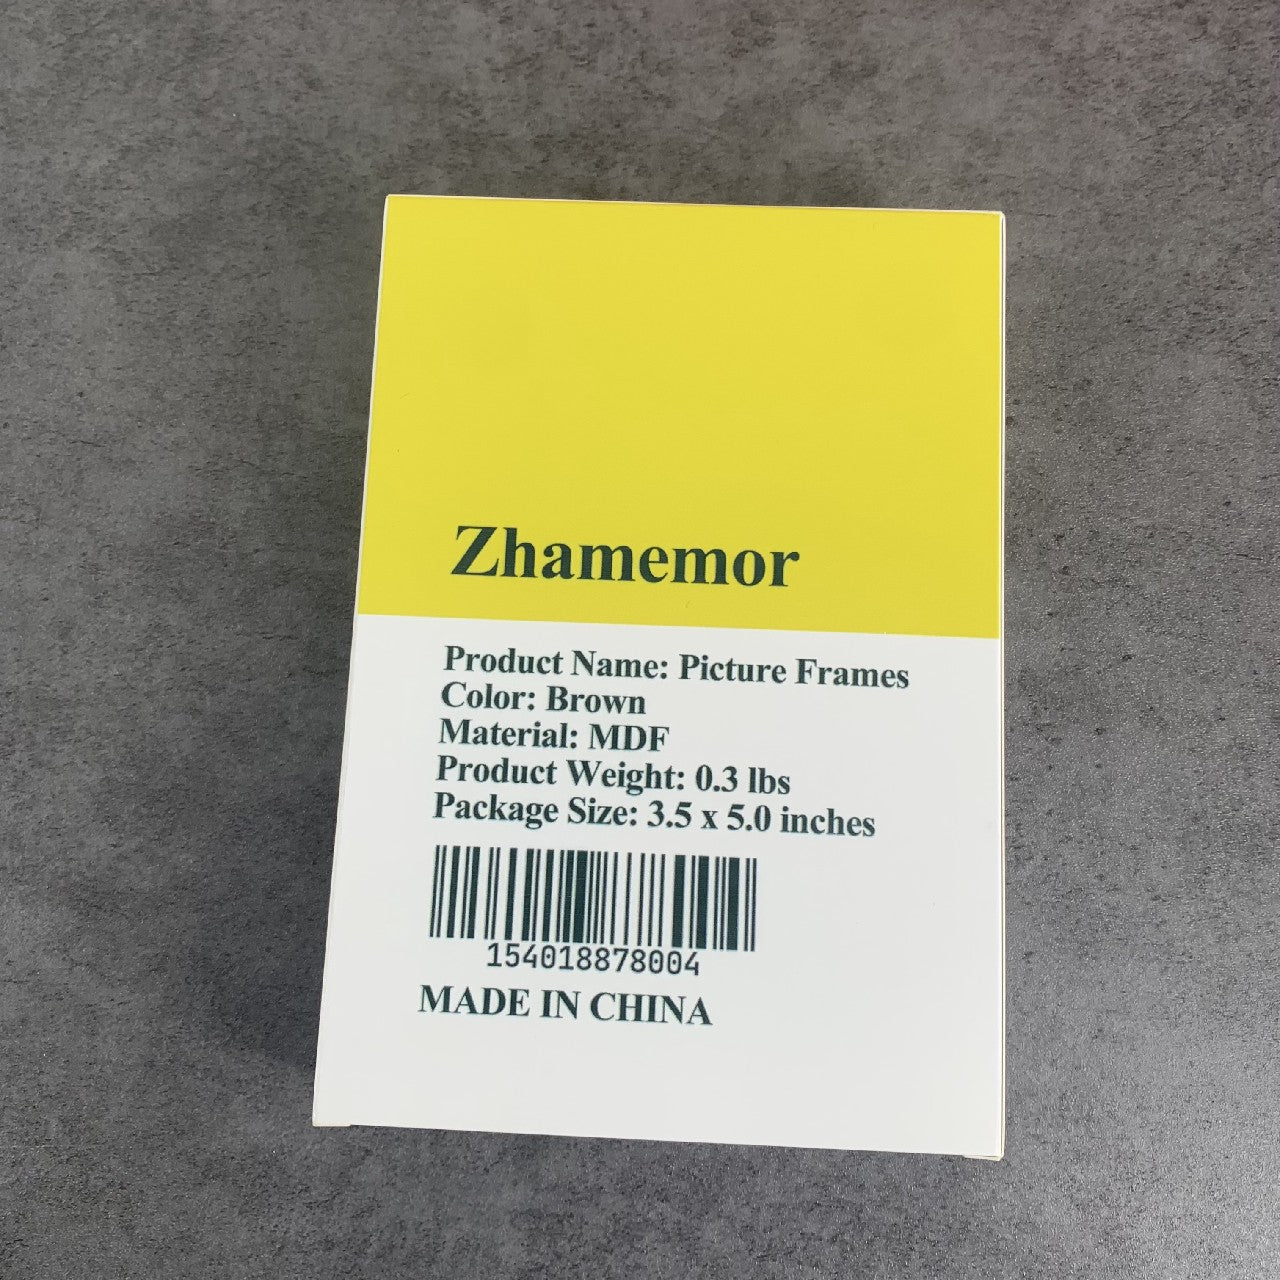 Zhamemor
Product Name: Picture Frames
Color: Brown
Material: MDF
Product Weight: 0.3 lbs
Package Size: 3.5 x 5.0 inches
154018878004
MADE IN CHINA